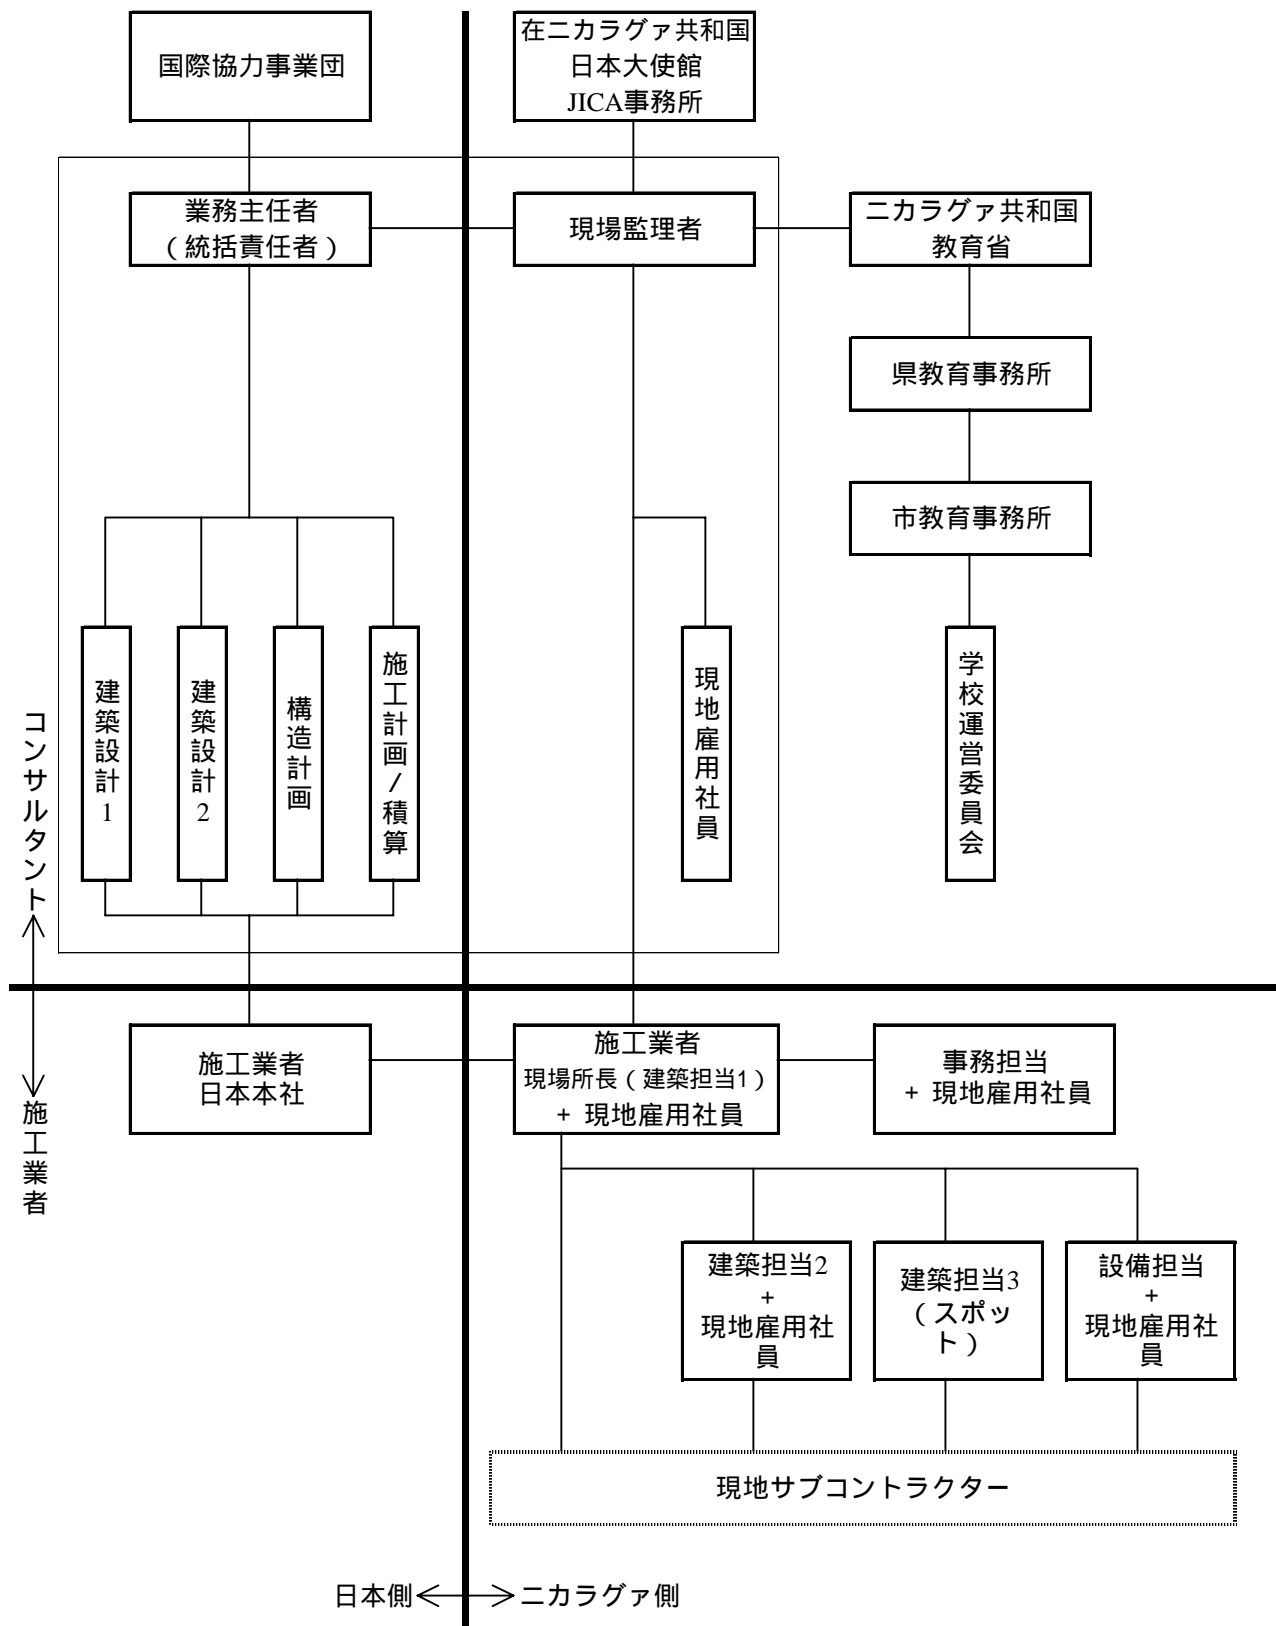 国際協力事業団
在ニカラグァ共和国
日本大使館
JICA事務所
業務主任者
（統括責任者）
現場監理者
ニカラグァ共和国
教育省
県教育事務所
市教育事務所
建築設計1
建築設計2
構造計画
施工計画/積算
現地雇用社員
学校運営委員会
コンサルタント
施工業者
施工業者
日本本社
施工業者
現場所長（建築担当1）
+ 現地雇用社員
事務担当
+ 現地雇用社員
建築担当2
+
現地雇用社
員
建築担当3
（スポッ
ト）
設備担当
+
現地雇用社
員
現地サブコントラクター
日本側
ニカラグァ側